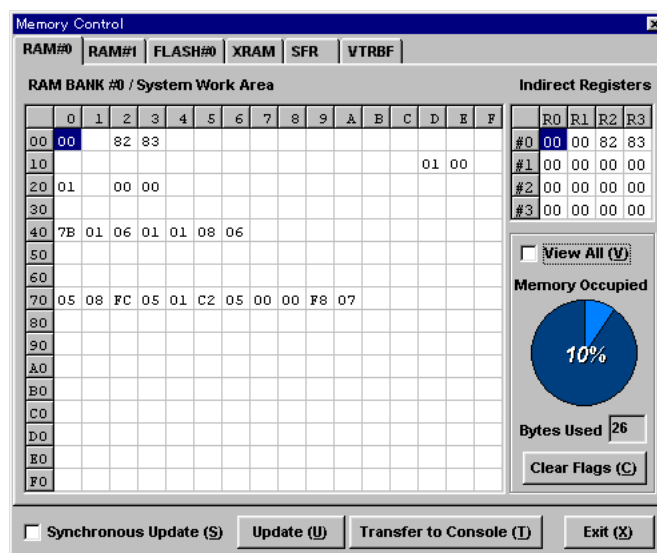 Memory Control
RAM#0 RAM#1 FLASH#0 XRAM SFR VTRBF
RAM BANK #0 / System Work Area
0 1 2 3 4 5 6 7 8 9 A B C D E F
00 00 82 83
10 01 00
20 01 00 00
30
40 7B 01 06 01 01 08 06
50
60
70 05 08 FC 05 01 C2 05 00 00 F8 07
80
90
A0
B0
C0
D0
E0
F0
Indirect Registers
R0 R1 R2 R3
#0 00 00 82 83
#1 00 00 00 00
#2 00 00 00 00
#3 00 00 00 00
View All (V)
Memory Occupied
10%
Bytes Used 26
Clear Flags (C)
Synchronous Update (S) Update (U) Transfer to Console (T) Exit (X)